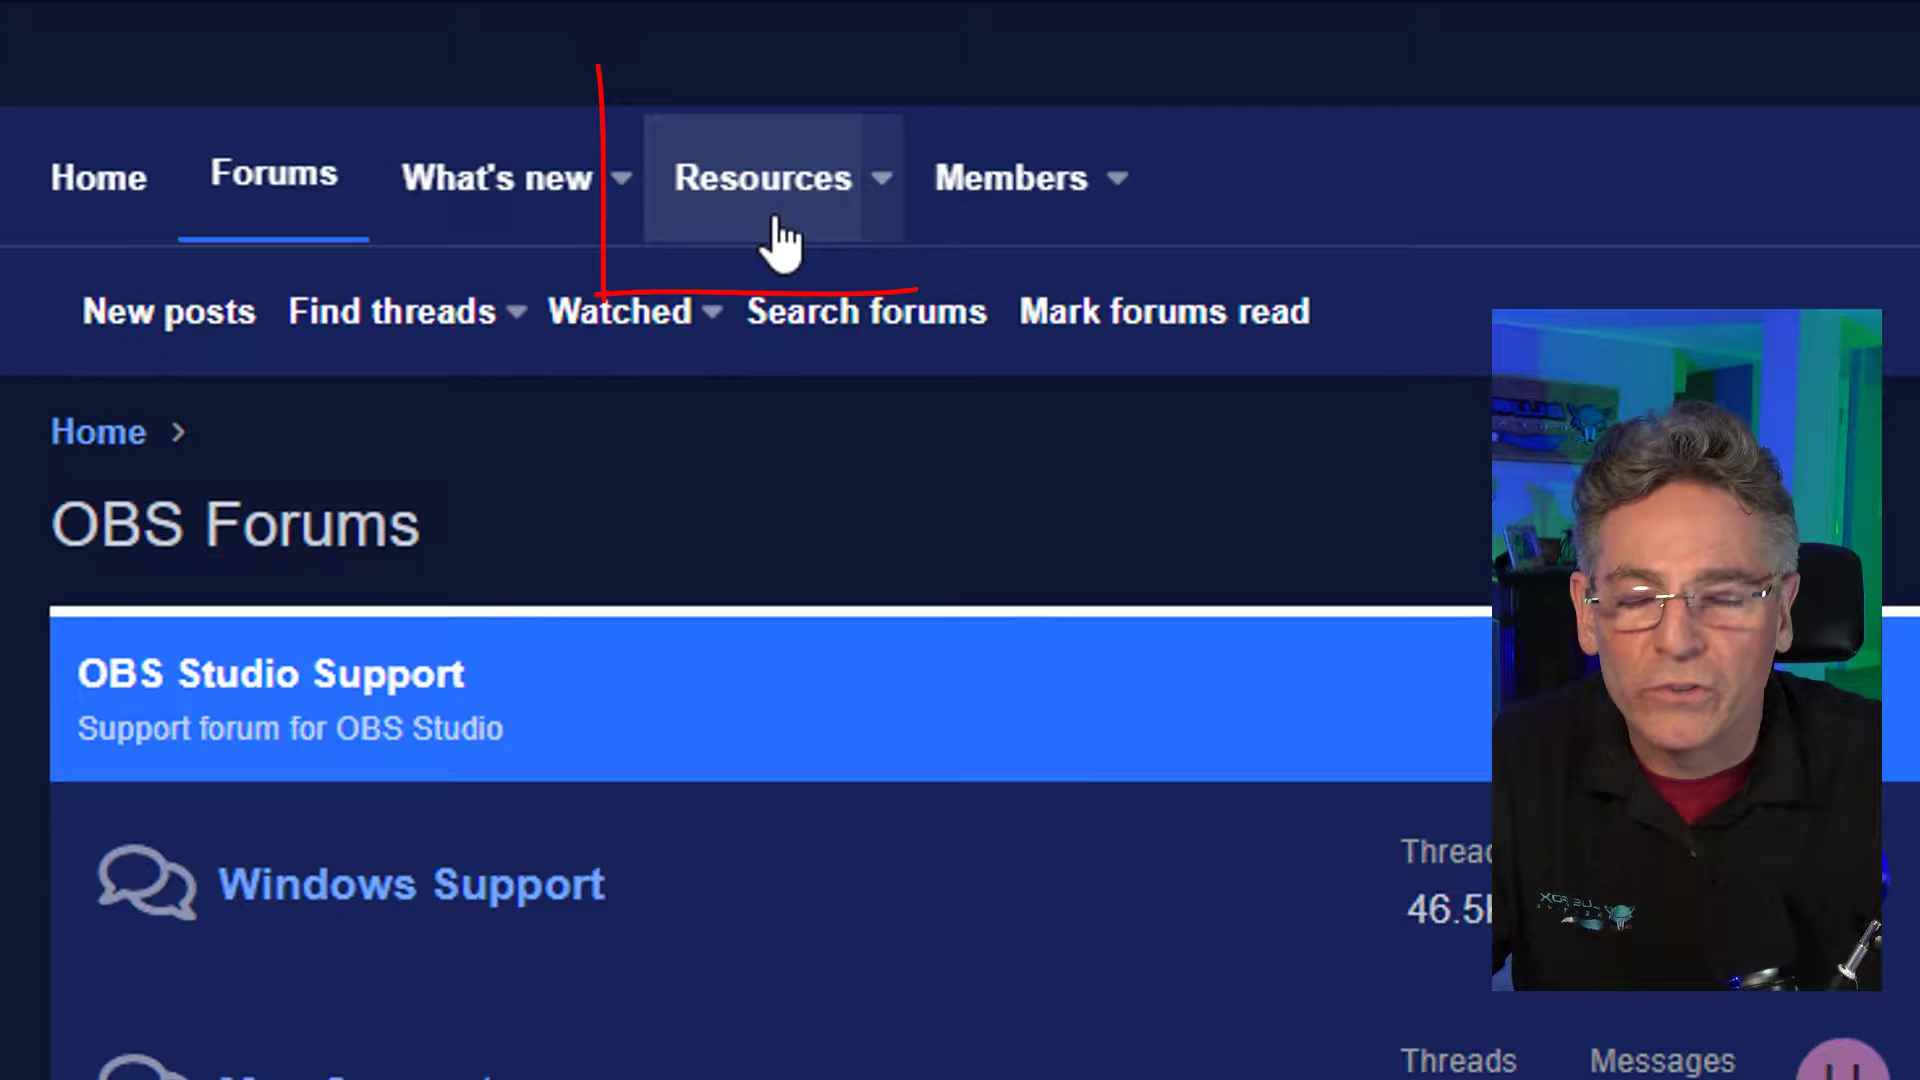 Home Forums What's new Resources Members
New posts Find threads Watched Search forums Mark forums read
Home
OBS Forums
OBS Studio Support
Support forum for OBS Studio
Windows Support
Threads Messages